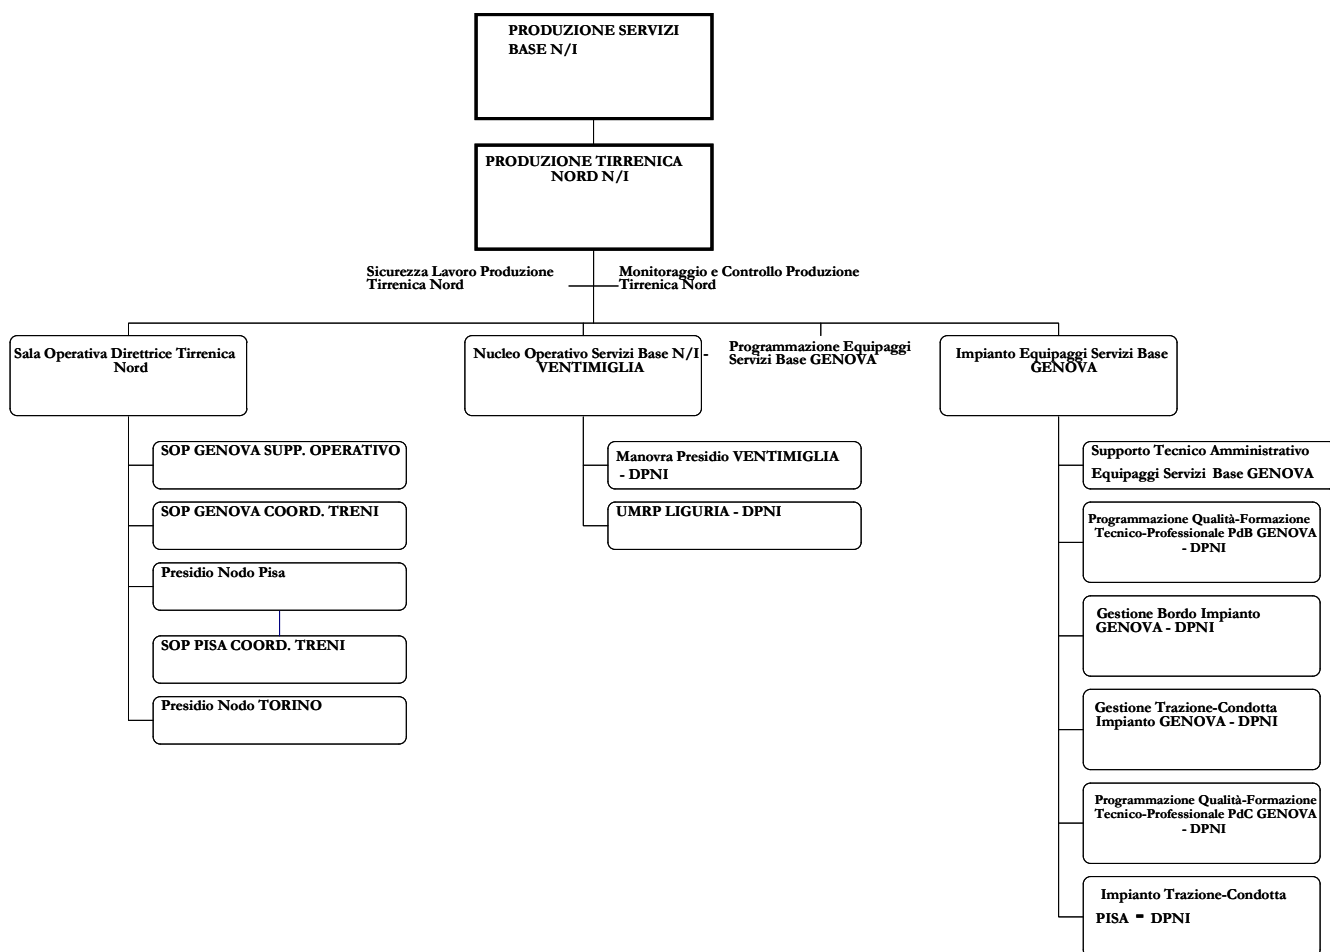 PRODUZIONE SERVIZI
BASE N/I
PRODUZIONE TIRRENICA
NORD N/I
Sicurezza Lavoro Produzione
Tirrenica Nord
Monitoraggio e Controllo Produzione
Tirrenica Nord
Sala Operativa Direttrice Tirrenica
Nord
Nucleo Operativo Servizi Base N/I -
VENTIMIGLIA
Programmazione Equipaggi
Servizi Base GENOVA
Impianto Equipaggi Servizi Base
GENOVA
SOP GENOVA SUPP. OPERATIVO
SOP GENOVA COORD. TRENI
Presidio Nodo Pisa
SOP PISA COORD. TRENI
Presidio Nodo TORINO
Manovra Presidio VENTIMIGLIA
- DPNI
UMRP LIGURIA - DPNI
Supporto Tecnico Amministrativo
Equipaggi Servizi Base GENOVA
Programmazione Qualità-Formazione
Tecnico-Professionale PdB GENOVA
- DPNI
Gestione Bordo Impianto
GENOVA - DPNI
Gestione Trazione-Condotta
Impianto GENOVA - DPNI
Programmazione Qualità-Formazione
Tecnico-Professionale PdC GENOVA
- DPNI
Impianto Trazione-Condotta
PISA - DPNI